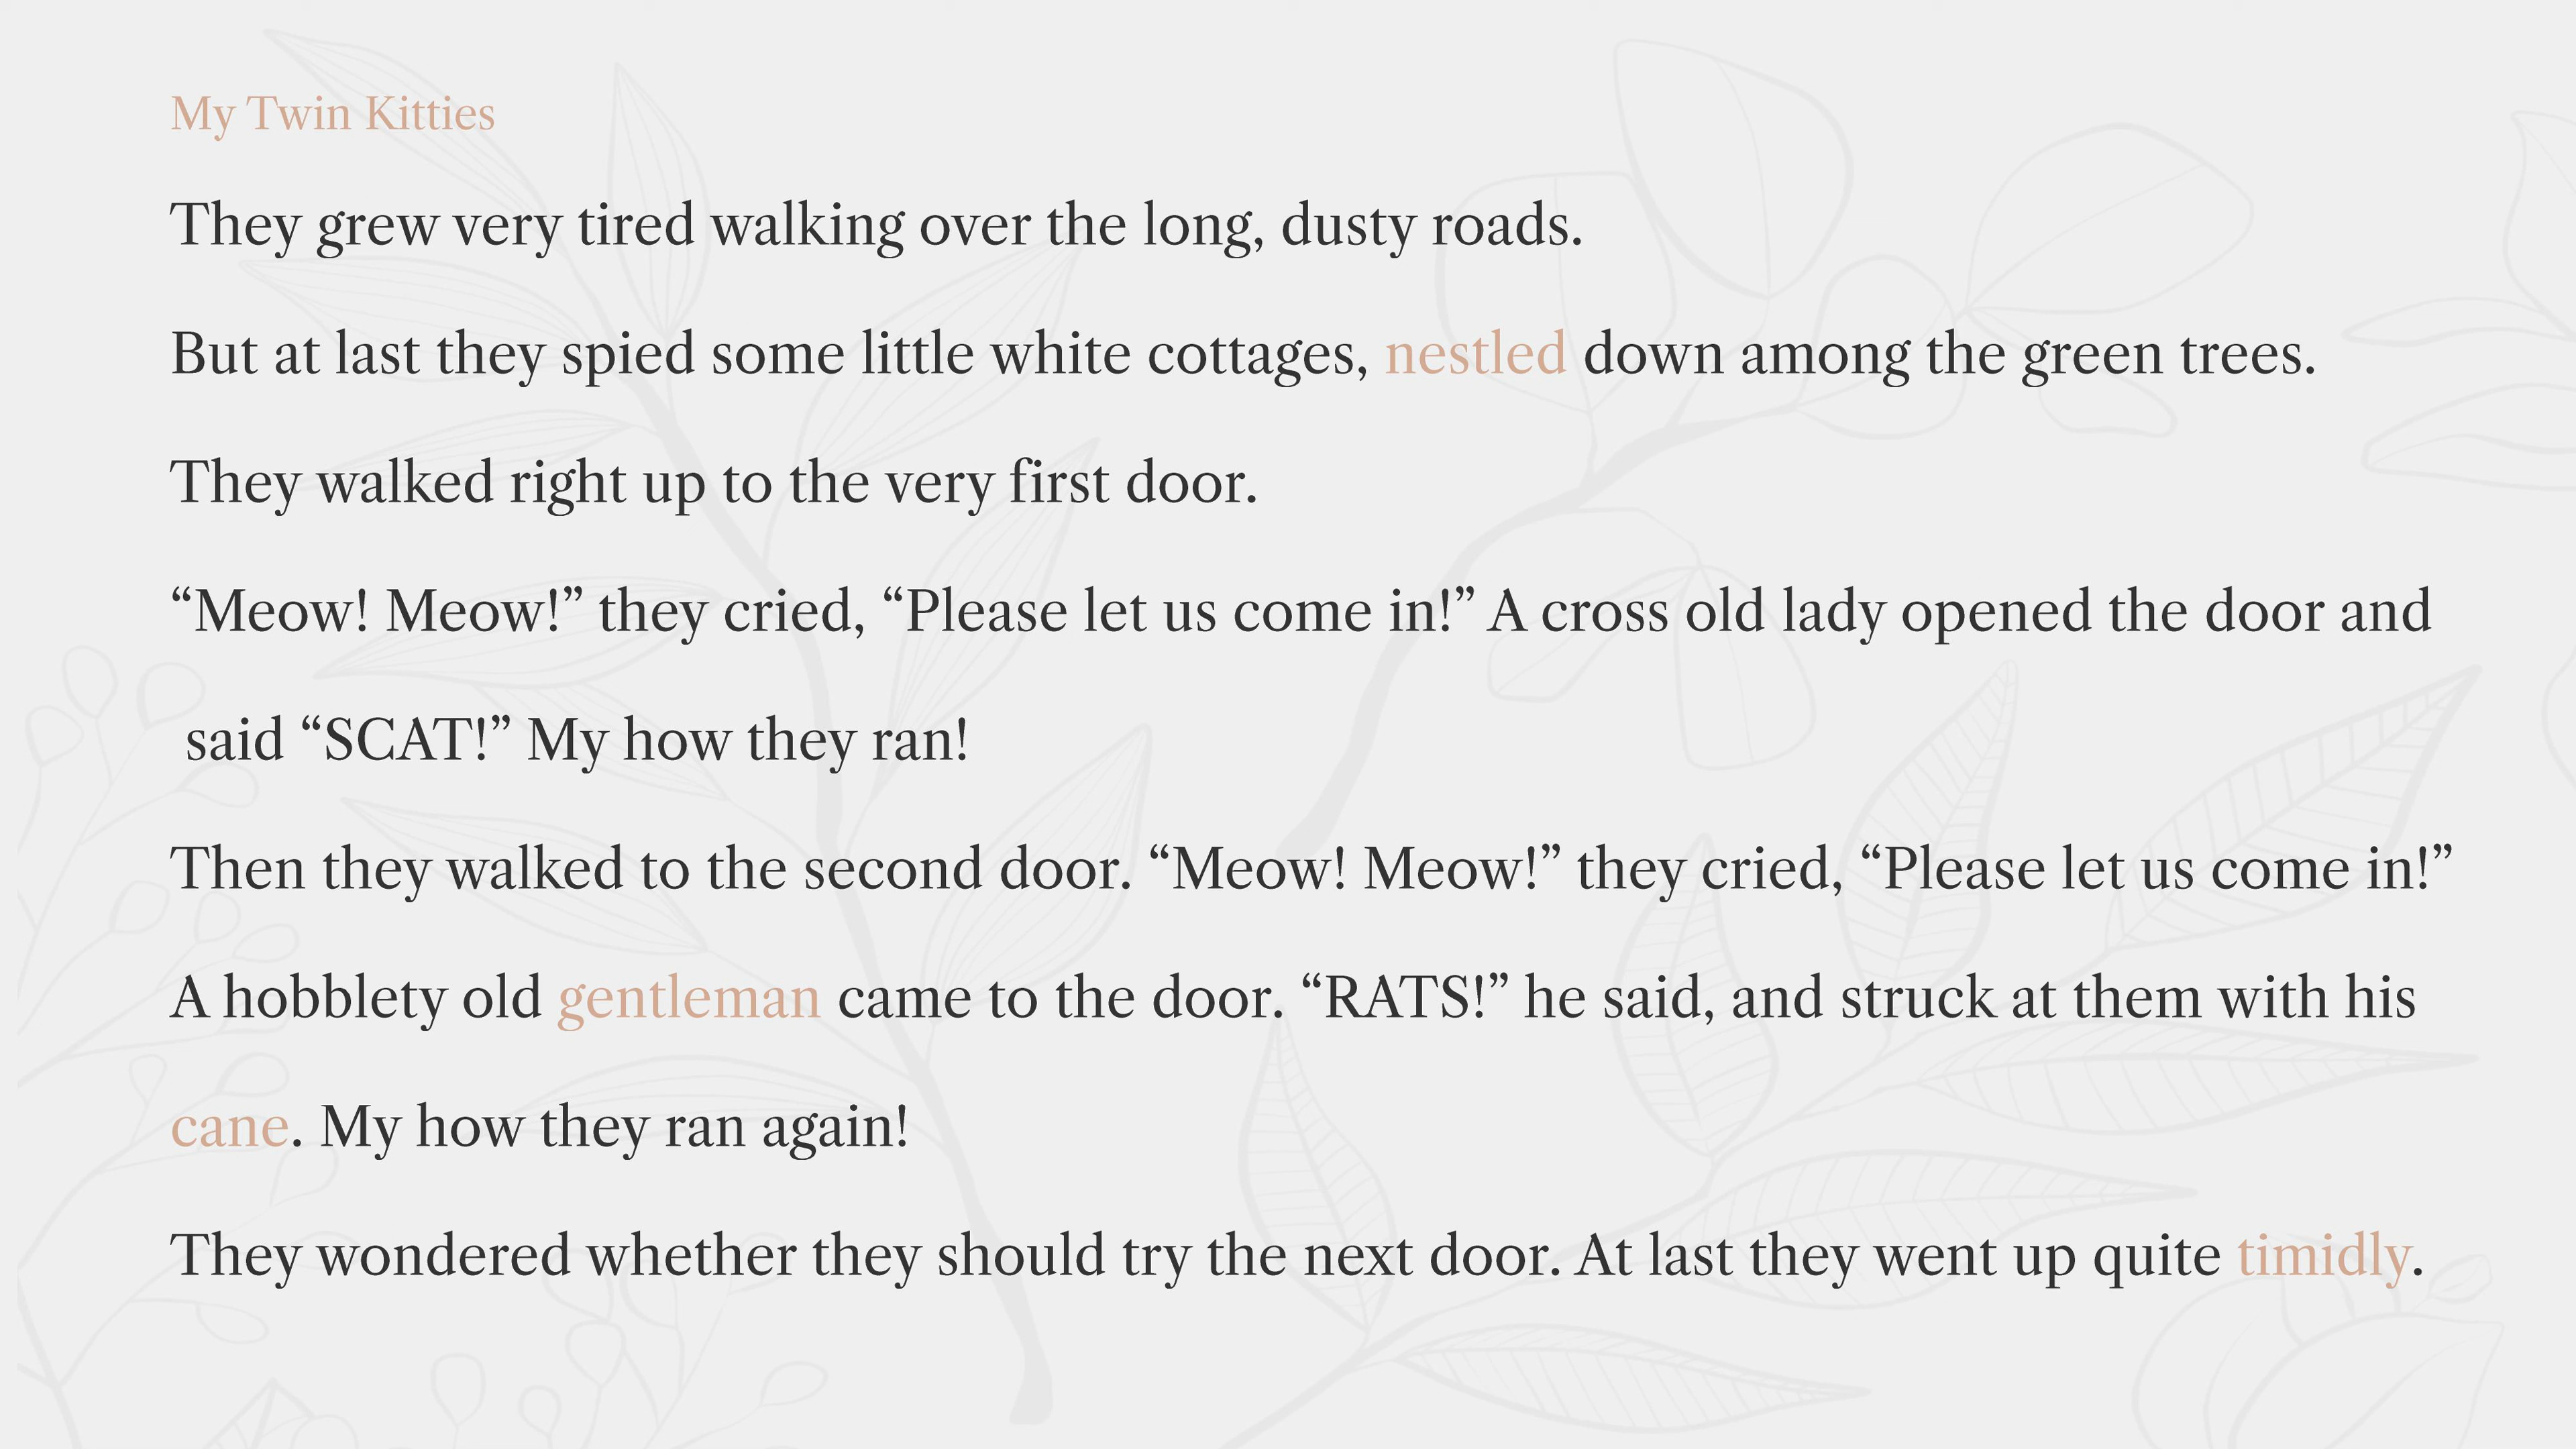 My Twin Kitties
They grew very tired walking over the long, dusty roads.
But at last they spied some little white cottages, nestled down among the green trees.
They walked right up to the very first door.
“Meow! Meow!” they cried, “Please let us come in!” A cross old lady opened the door and
said “SCAT!” My how they ran!
Then they walked to the second door. “Meow! Meow!” they cried, “Please let us come in!”
A hobblety old gentleman came to the door. “RATS!” he said, and struck at them with his
cane. My how they ran again!
They wondered whether they should try the next door. At last they went up quite timidly.